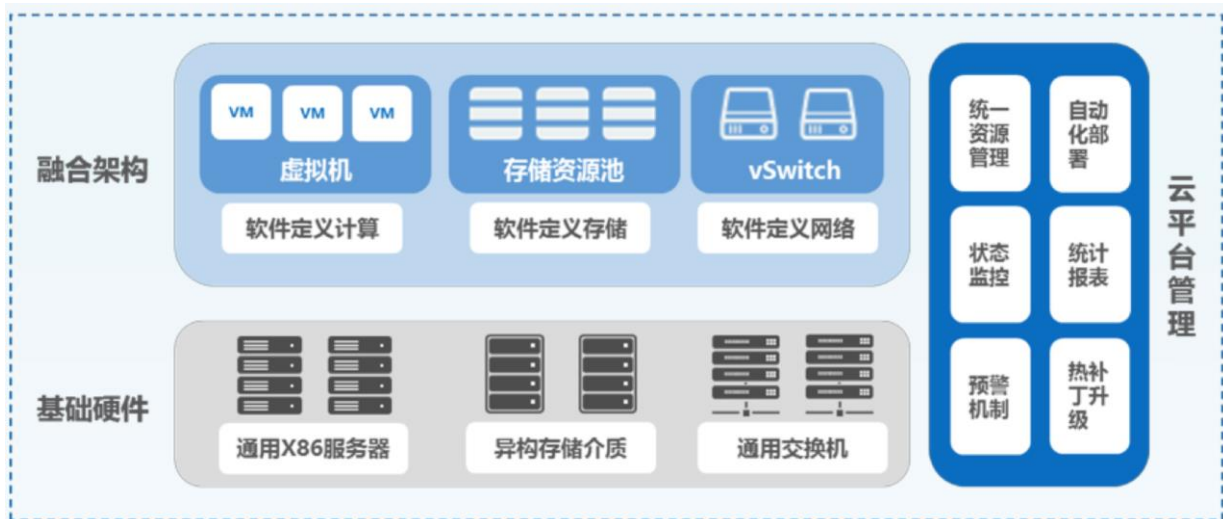 融合架构
VM
VM
VM
虚拟机
存储资源池
vSwitch
软件定义计算
软件定义存储
软件定义网络
基础硬件
通用X86服务器
异构存储介质
通用交换机
统一
资源
管理
自动
化部
署
状态
监控
统计
报表
预警
机制
热补
丁升
级
云平台管理